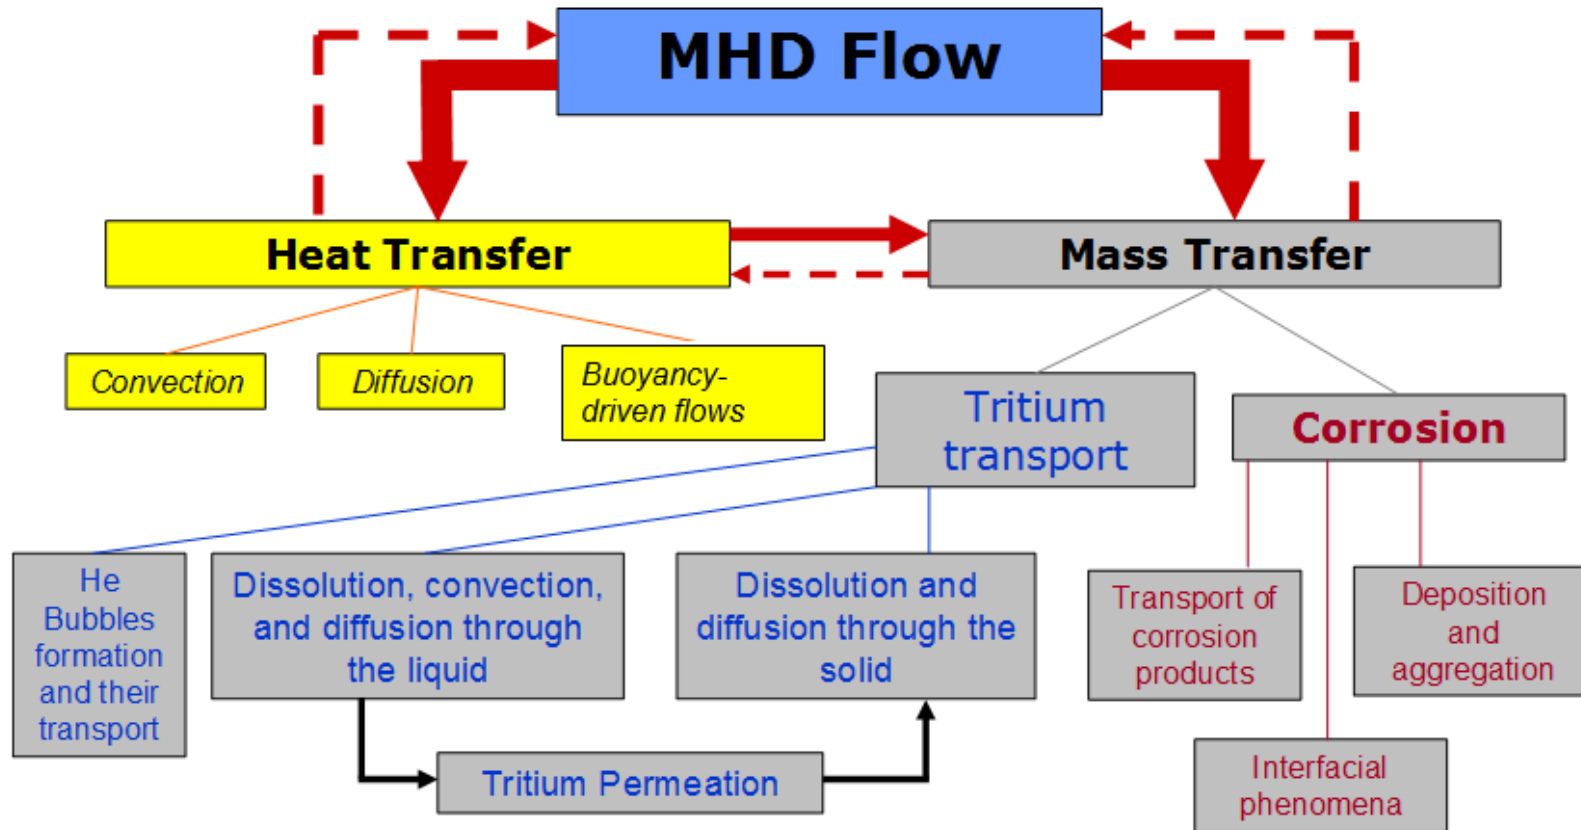 MHD Flow
Heat Transfer
Mass Transfer
Convection
Diffusion
Buoyancy-
driven flows
Tritium
transport
Corrosion
He
Bubbles
formation
and their
transport
Dissolution, convection,
and diffusion through
the liquid
Dissolution and
diffusion through the
solid
Transport of
corrosion
products
Deposition
and
aggregation
Tritium Permeation
Interfacial
phenomena